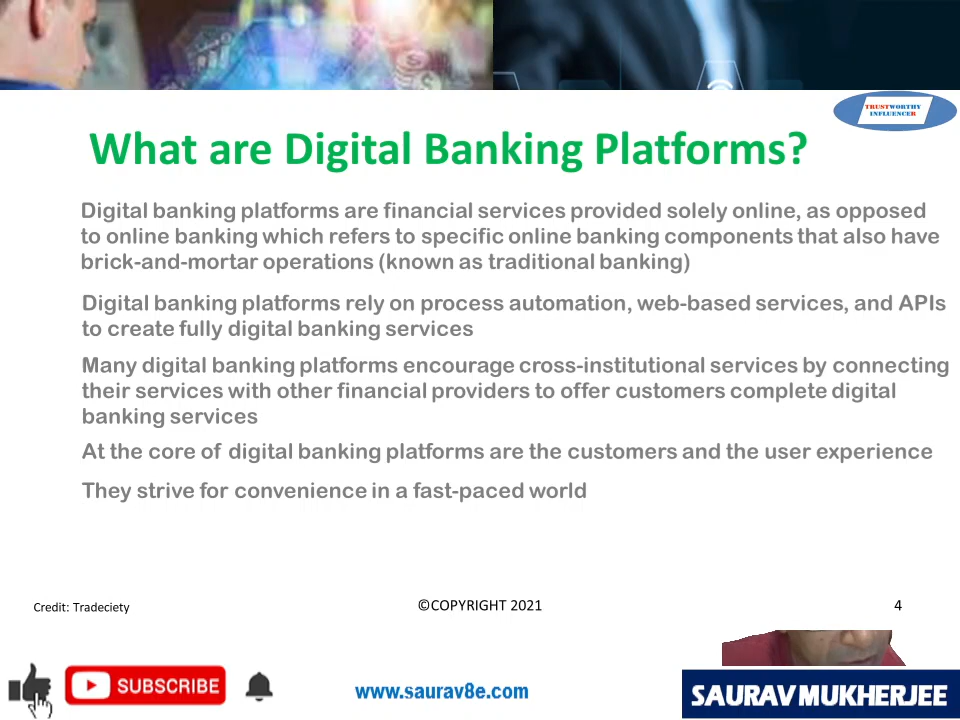 TRUSTWORTHY
INFLUENCER
What are Digital Banking Platforms?
Digital banking platforms are financial services provided solely online, as opposed
to online banking which refers to specific online banking components that also have
brick-and-mortar operations (known as traditional banking)
Digital banking platforms rely on process automation, web-based services, and APIs
to create fully digital banking services
Many digital banking platforms encourage cross-institutional services by connecting
their services with other financial providers to offer customers complete digital
banking services
At the core of digital banking platforms are the customers and the user experience
They strive for convenience in a fast-paced world
Credit: Tradeciety
©COPYRIGHT 2021
4
SUBSCRIBE
www.saurav8e.com
SAURAV MUKHERJEE